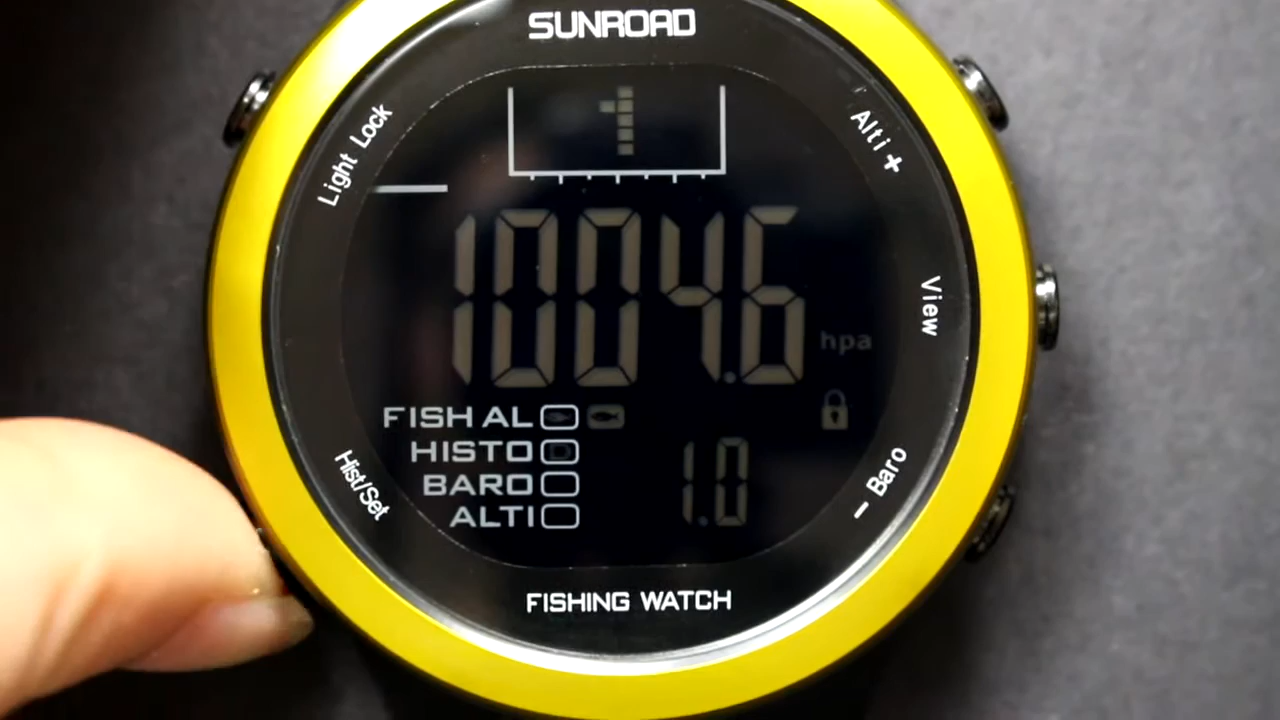 SUNROAD
Light Lock
Alti +
1004.6
hpa
View
FISH AL
HISTO
BARO
ALTI
1.0
Hist/Set
- Baro
FISHING WATCH